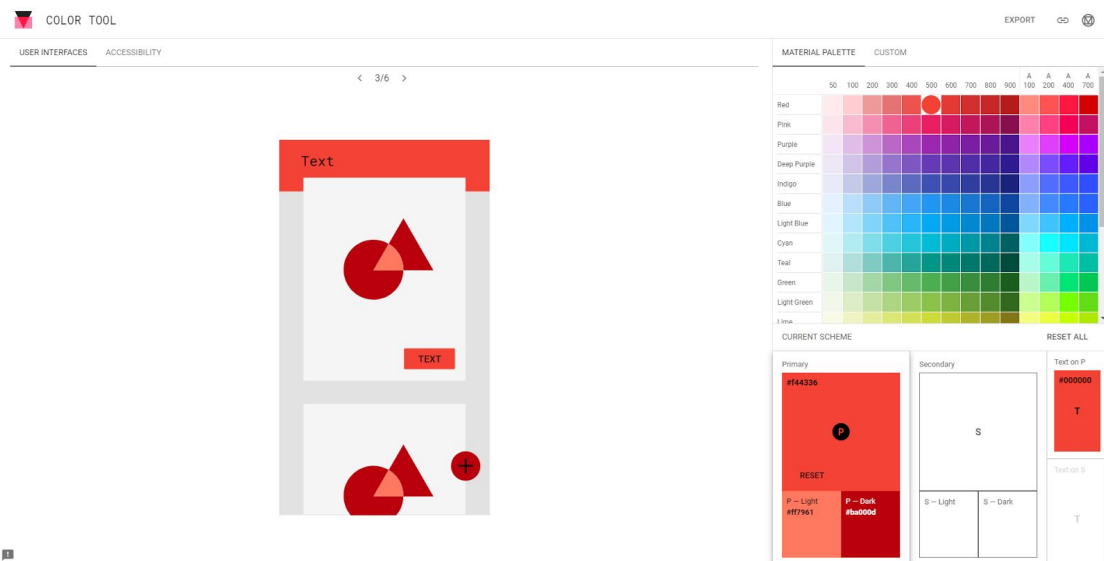 COLOR TOOL
EXPORT
USER INTERFACES ACCESSIBILITY
3/6
Text
TEXT
MATERIAL PALETTE CUSTOM
A A A A
50 100 200 300 400 500 600 700 800 900 100 200 400 700
Red
Pink
Purple
Deep Purple
Indigo
Blue
Light Blue
Cyan
Teal
Green
Light Green
Lime
CURRENT SCHEME RESET ALL
Primary
#f44336
P
RESET
P – Light
#ff7961
P – Dark
#ba000d
Secondary
S
S – Light S – Dark
Text on P
#000000
T
Text on S
T